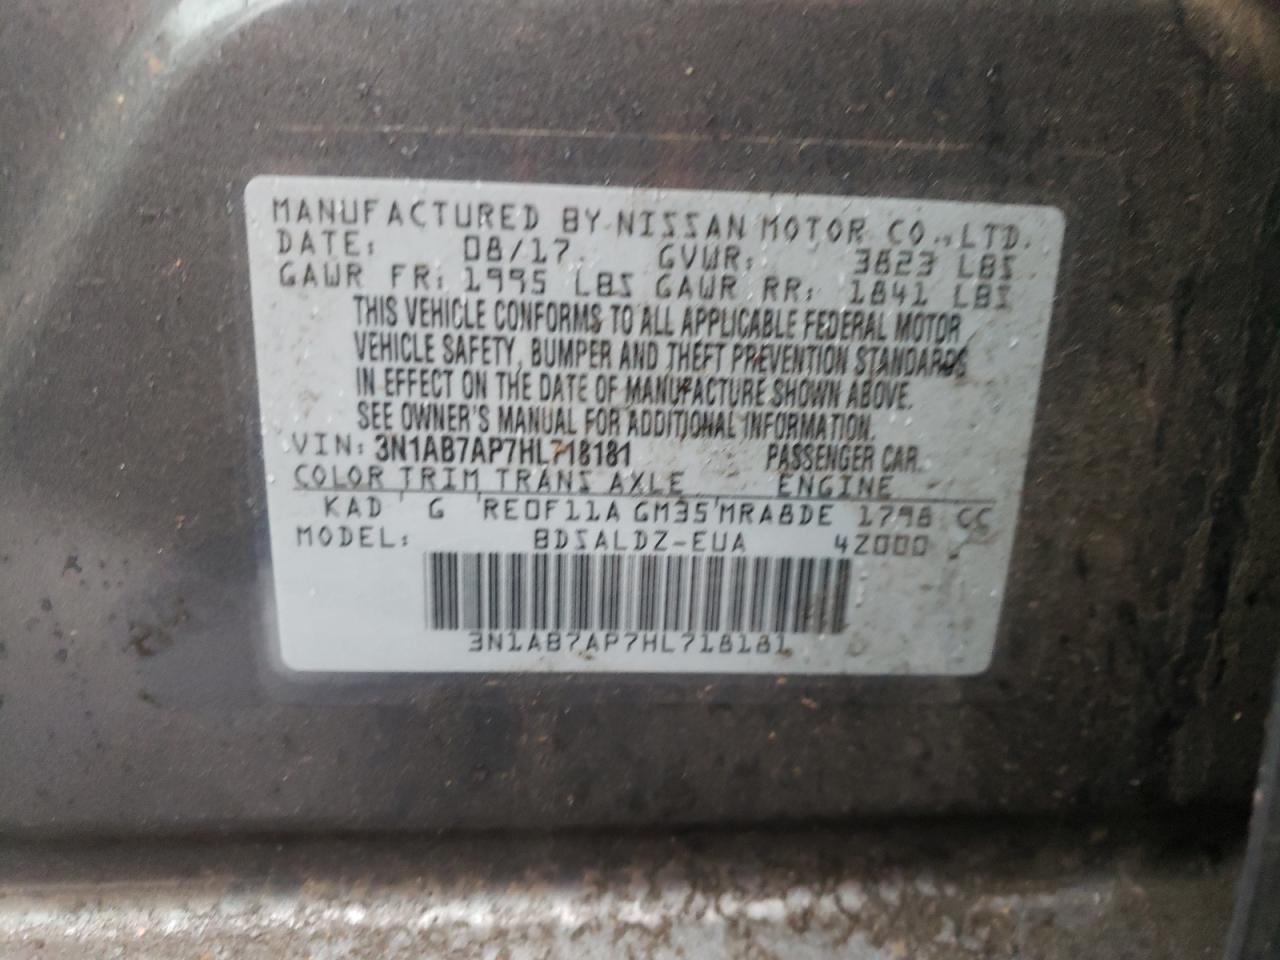 MANUFACTURED BY NISSAN MOTOR CO., LTD.
DATE: 08/17 GVWR: 3823 LBS
GAWR FR: 1995 LBS GAWR RR: 1841 LBS
THIS VEHICLE CONFORMS TO ALL APPLICABLE FEDERAL MOTOR
VEHICLE SAFETY, BUMPER AND THEFT PREVENTION STANDARDS
IN EFFECT ON THE DATE OF MANUFACTURE SHOWN ABOVE.
SEE OWNER'S MANUAL FOR ADDITIONAL INFORMATION.
VIN: 3N1AB7AP7HL718181 PASSENGER CAR.
COLOR TRIM TRANS AXLE ENGINE
KAD G RE0F11A GM35 MRA8DE 1798 CC
MODEL: BDSALDZ-EUA 4Z000
3N1AB7AP7HL718181